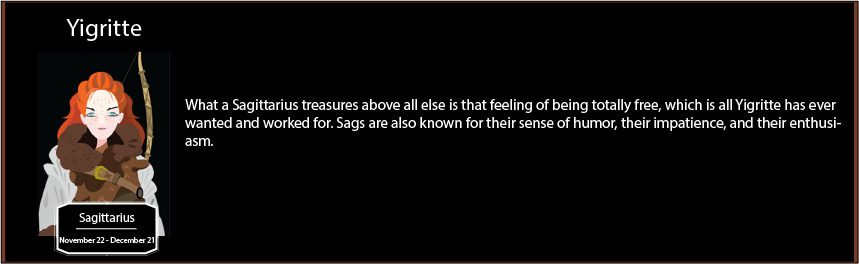 Yigritte
What a Sagittarius treasures above all else is that feeling of being totally free, which is all Yigritte has ever
wanted and worked for. Sags are also known for their sense of humor, their impatience, and their enthusi-
asm.
Sagittarius
November 22 - December 21